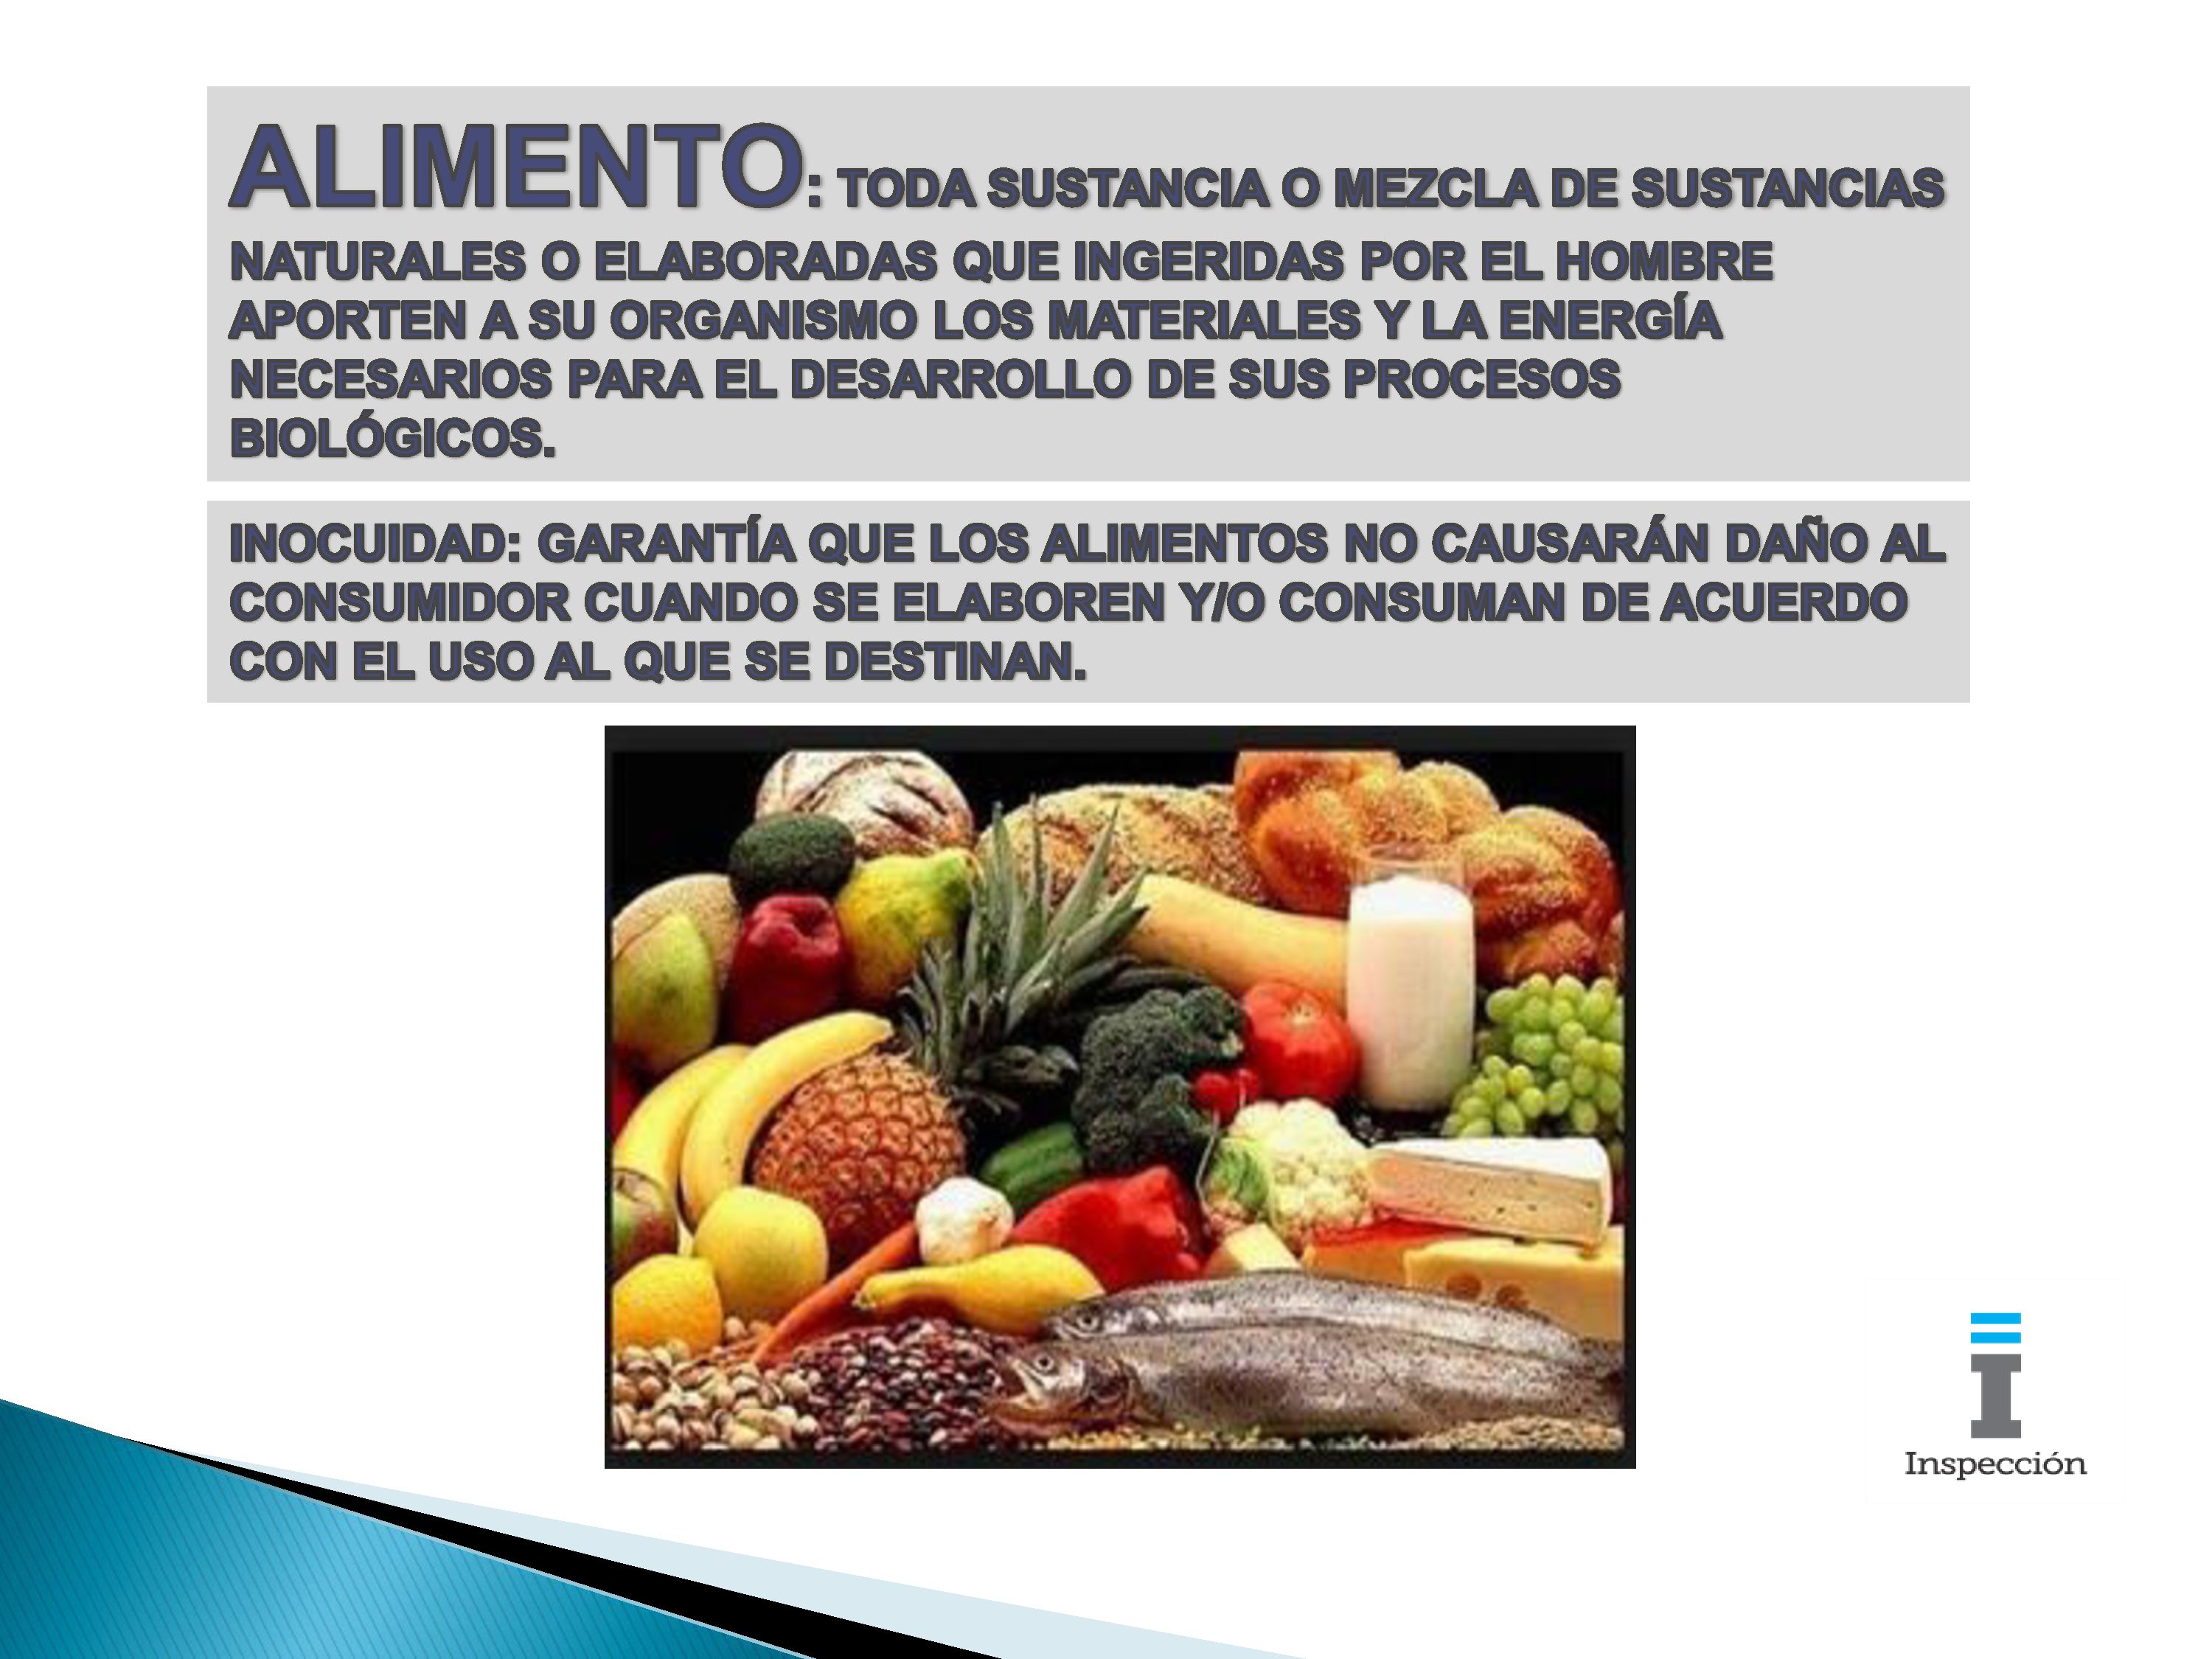 ALIMENTO: TODA SUSTANCIA O MEZCLA DE SUSTANCIAS
NATURALES O ELABORADAS QUE INGERIDAS POR EL HOMBRE
APORTEN A SU ORGANISMO LOS MATERIALES Y LA ENERGÍA
NECESARIOS PARA EL DESARROLLO DE SUS PROCESOS
BIOLÓGICOS.
INOCUIDAD: GARANTÍA QUE LOS ALIMENTOS NO CAUSARÁN DAÑO AL
CONSUMIDOR CUANDO SE ELABOREN Y/O CONSUMAN DE ACUERDO
CON EL USO AL QUE SE DESTINAN.
Inspección